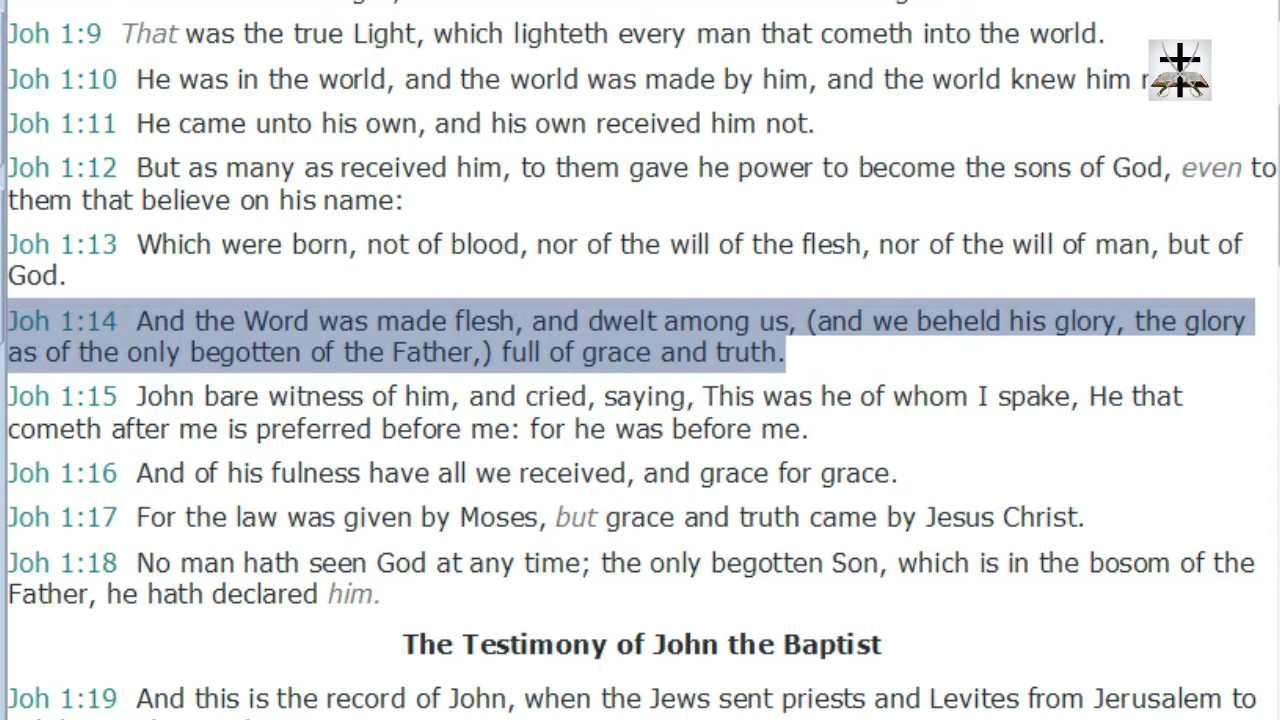 Joh 1:9 That was the true Light, which lighteth every man that cometh into the world.
Joh 1:10 He was in the world, and the world was made by him, and the world knew him
Joh 1:11 He came unto his own, and his own received him not.
Joh 1:12 But as many as received him, to them gave he power to become the sons of God, even to
them that believe on his name:
Joh 1:13 Which were born, not of blood, nor of the will of the flesh, nor of the will of man, but of
God.
Joh 1:14 And the Word was made flesh, and dwelt among us, (and we beheld his glory, the glory
as of the only begotten of the Father,) full of grace and truth.
Joh 1:15 John bare witness of him, and cried, saying, This was he of whom I spake, He that
cometh after me is preferred before me: for he was before me.
Joh 1:16 And of his fulness have all we received, and grace for grace.
Joh 1:17 For the law was given by Moses, but grace and truth came by Jesus Christ.
Joh 1:18 No man hath seen God at any time; the only begotten Son, which is in the bosom of the
Father, he hath declared him.
The Testimony of John the Baptist
Joh 1:19 And this is the record of John, when the Jews sent priests and Levites from Jerusalem to